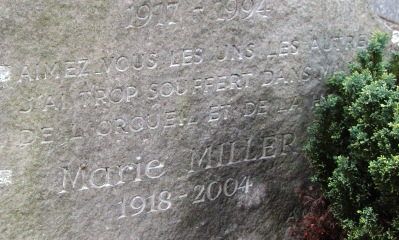 1917 - 1994
AIMEZ VOUS LES UNS LES AUTRES
J'AI TROP SOUFFERT DANS
DE L'ORGUEIL ET DE LA
Marie MILLER
1918-2004